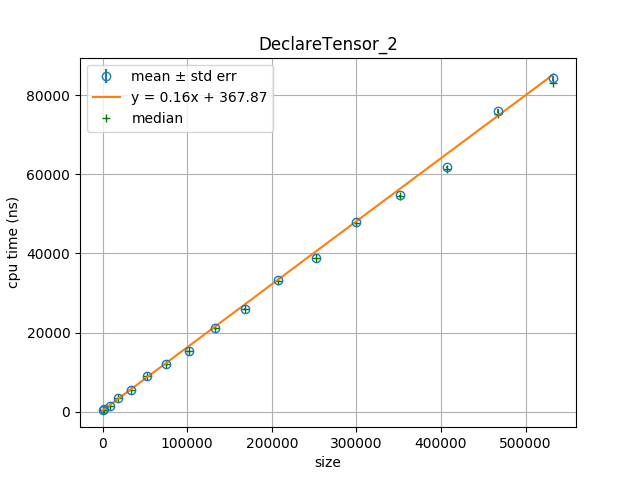 DeclareTensor_2
mean ± std err
y = 0.16x + 367.87
median
cpu time (ns)
80000
60000
40000
20000
0
0 100000 200000 300000 400000 500000
size